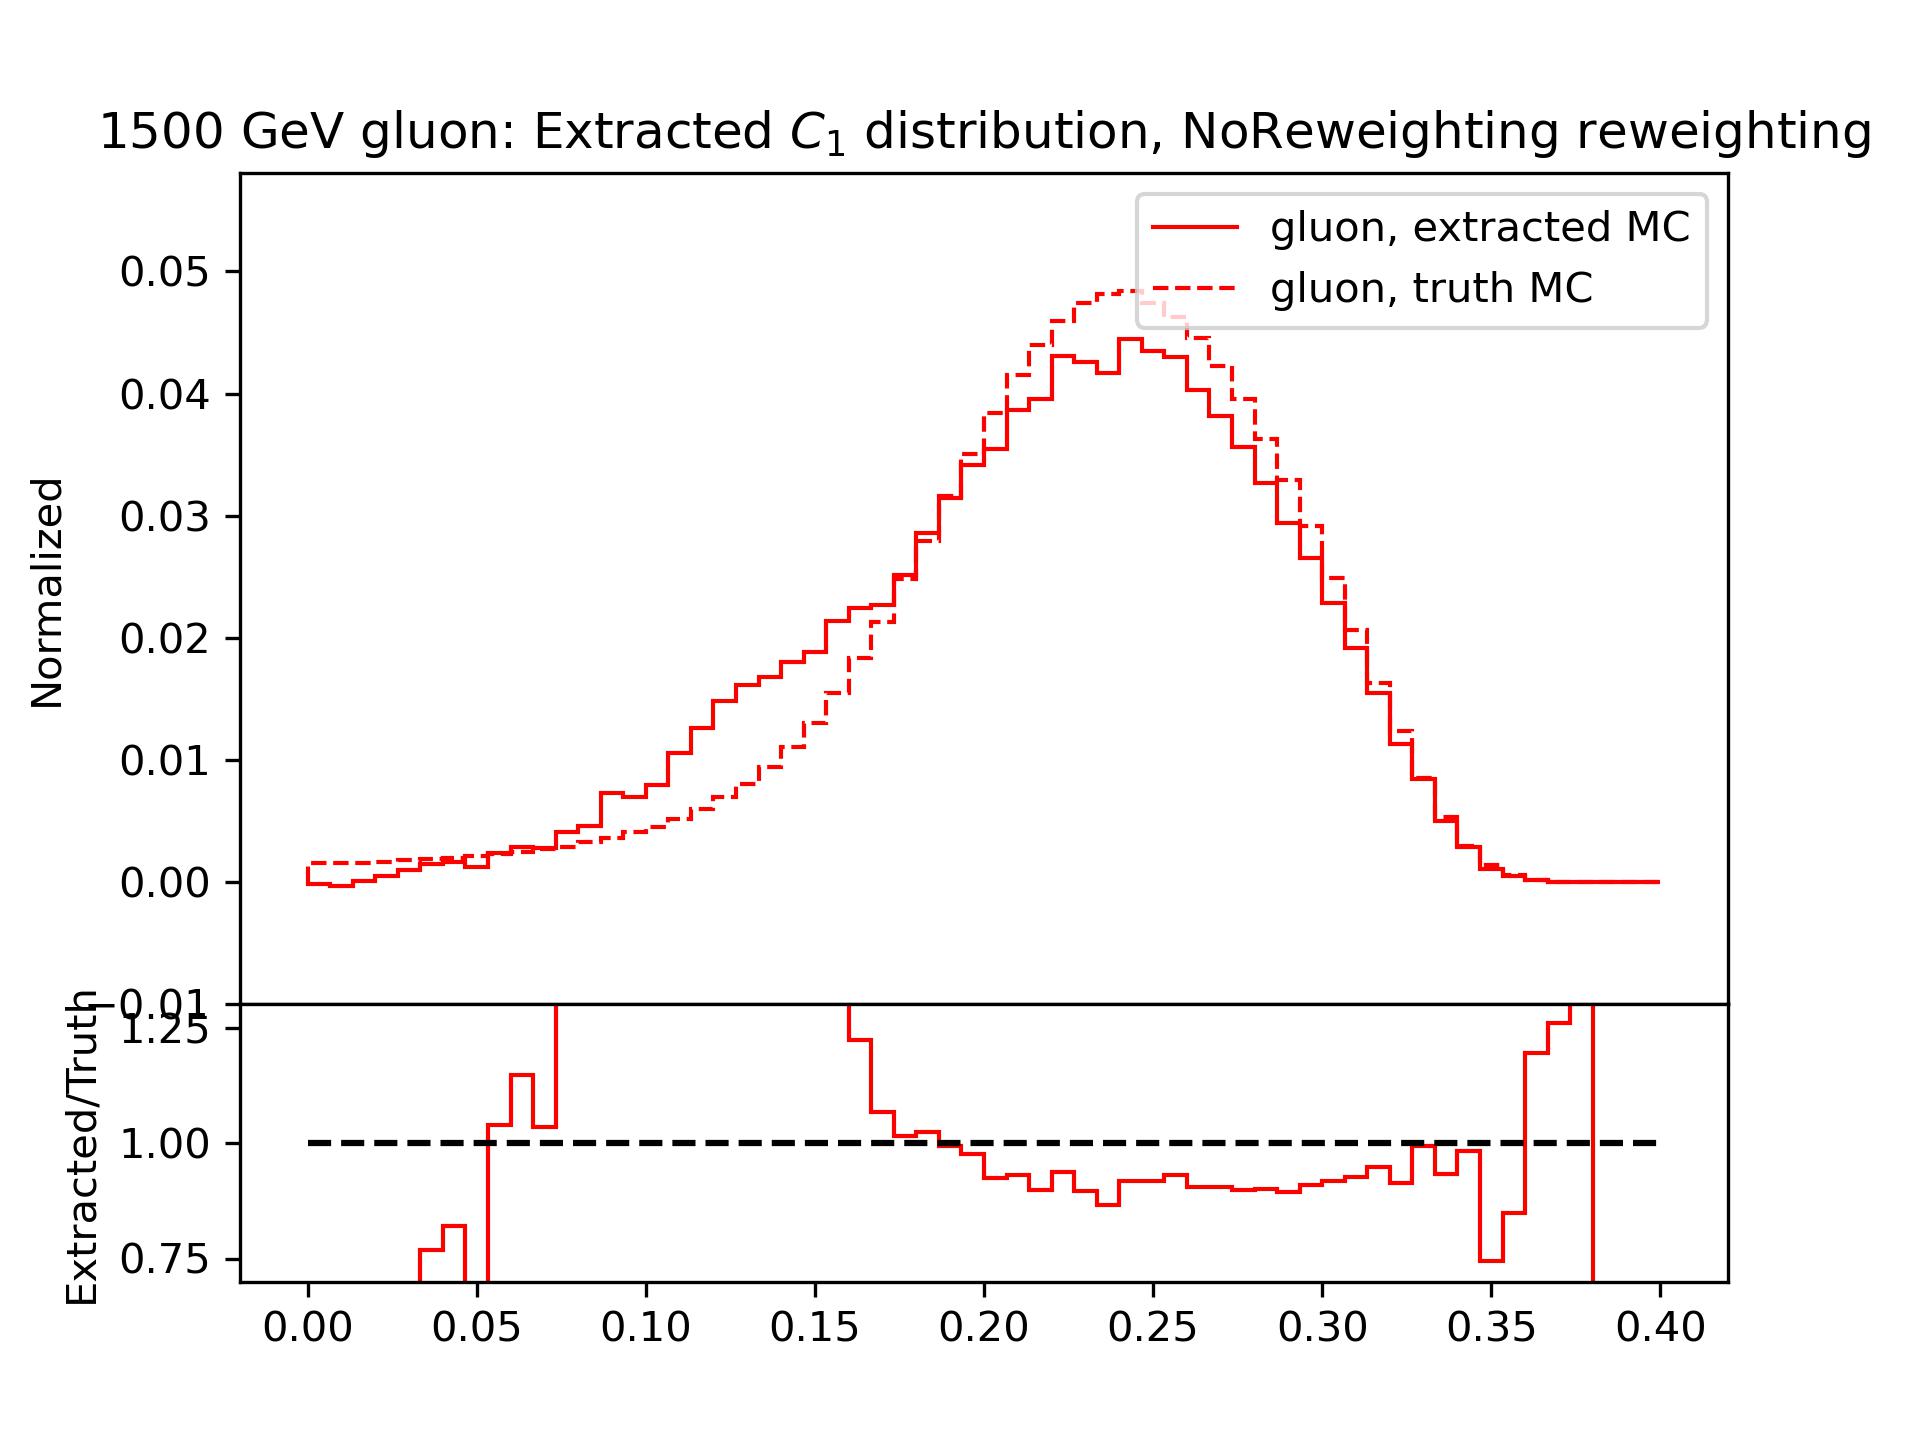 1500 GeV gluon: Extracted C1 distribution, NoReweighting reweighting
gluon, extracted MC
gluon, truth MC
Normalized
0.05
0.04
0.03
0.02
0.01
0.00
−0.01
Extracted/Truth
1.25
1.00
0.75
0.00 0.05 0.10 0.15 0.20 0.25 0.30 0.35 0.40